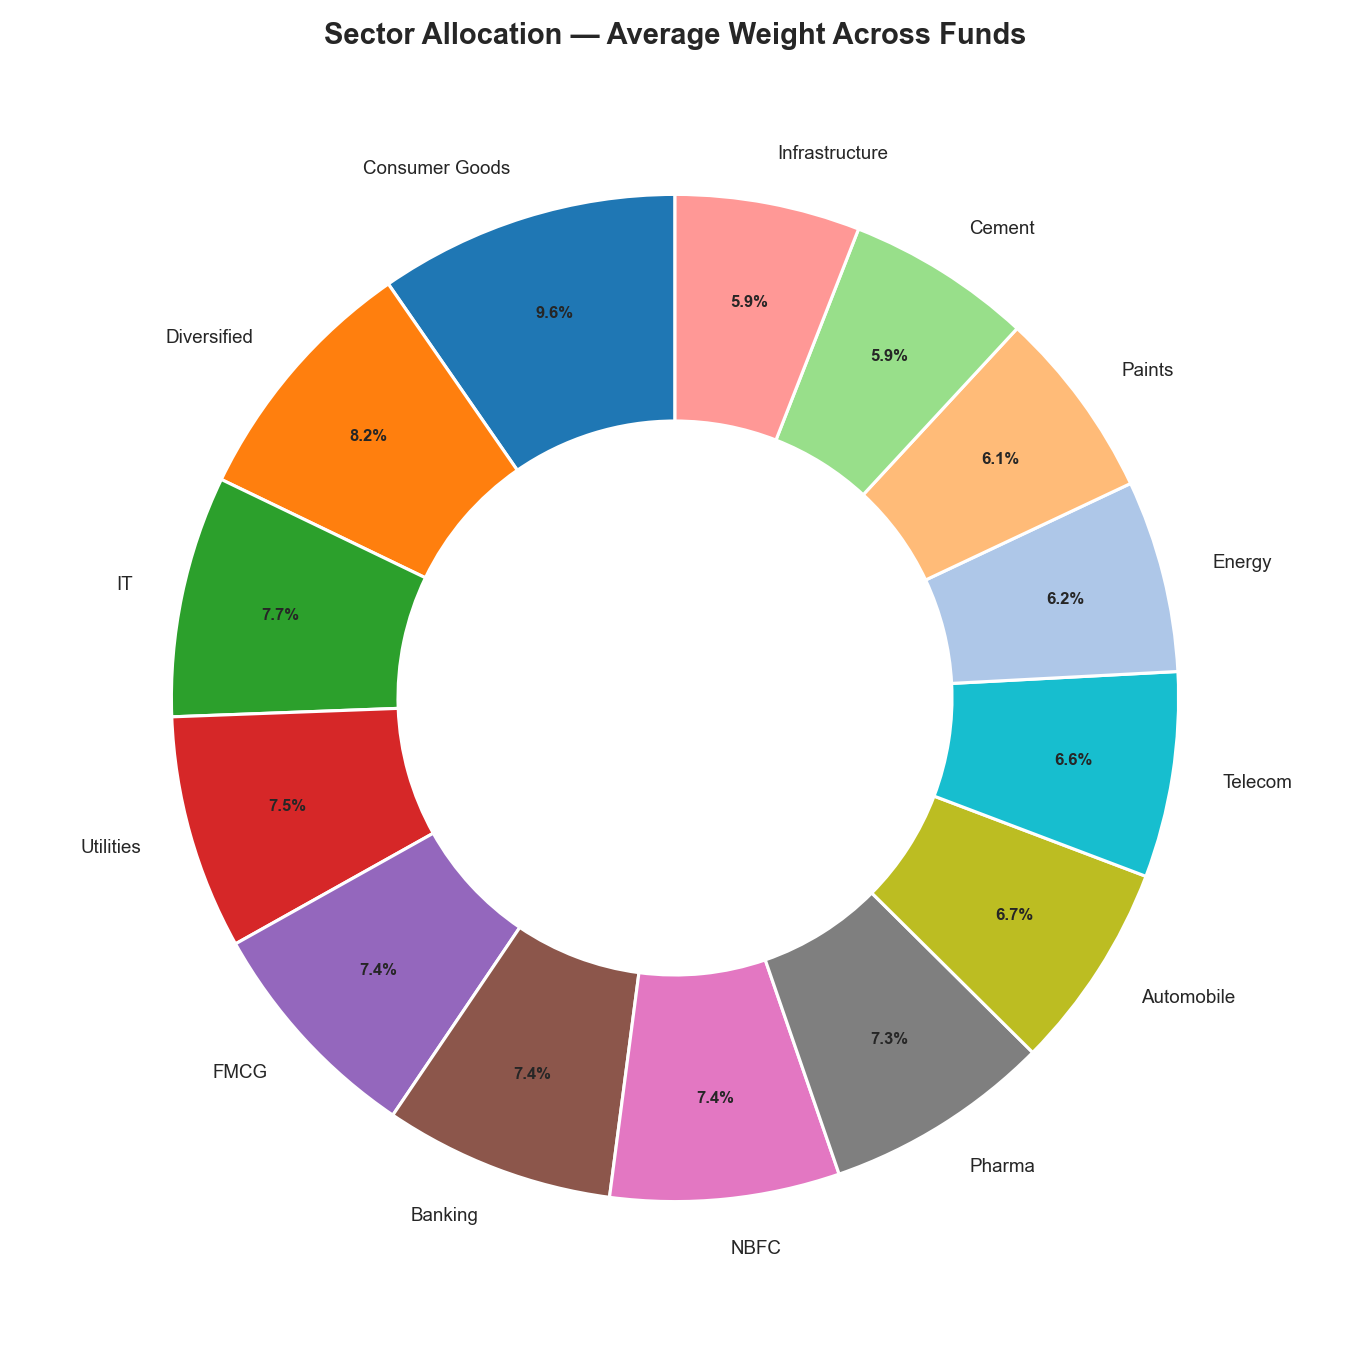 Sector Allocation — Average Weight Across Funds
Infrastructure
Consumer Goods
Cement
5.9%
9.6%
Diversified
5.9%
Paints
8.2%
6.1%
Energy
IT
6.2%
7.7%
6.6%
Telecom
7.5%
Utilities
6.7%
7.4%
Automobile
7.3%
FMCG
7.4%
7.4%
Pharma
Banking
NBFC